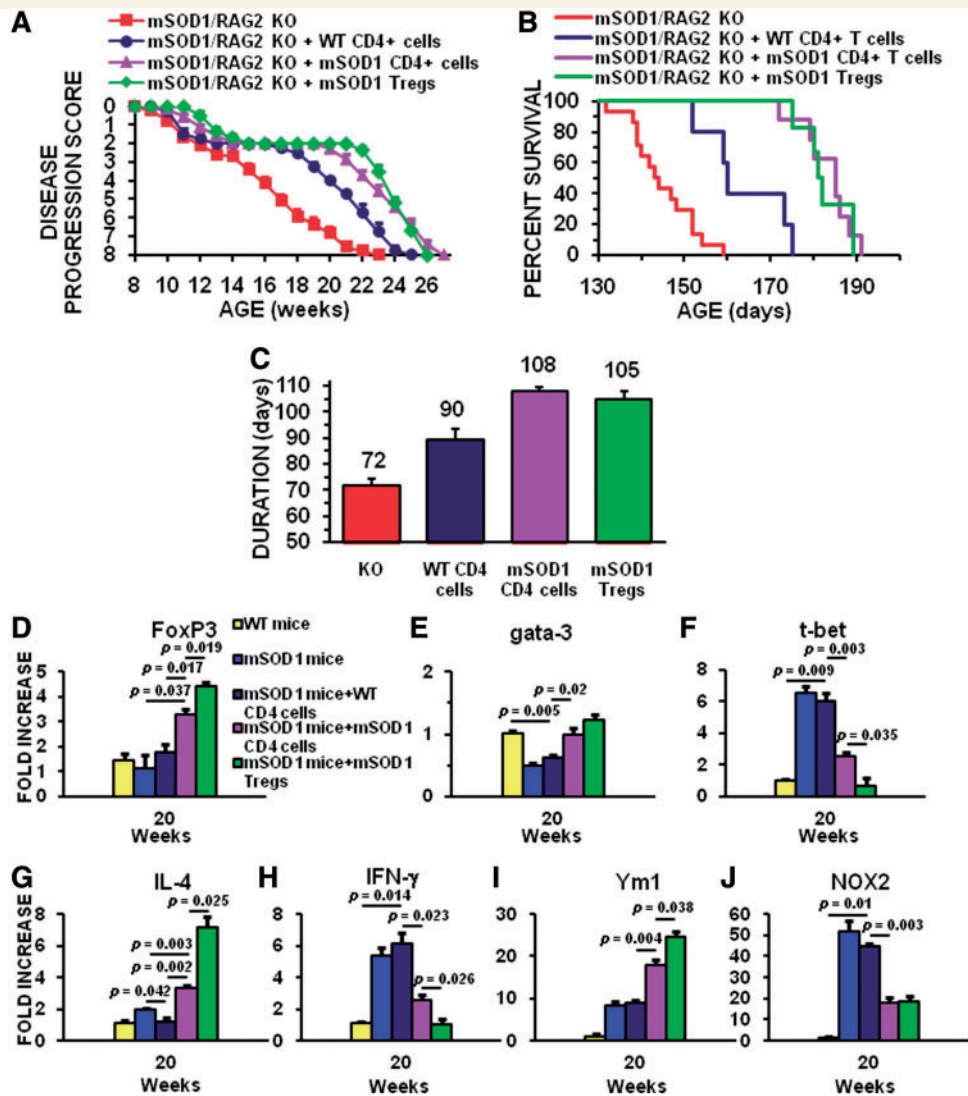 A
mSOD1/RAG2 KO
mSOD1/RAG2 KO + WT CD4+ cells
mSOD1/RAG2 KO + mSOD1 CD4+ cells
mSOD1/RAG2 KO + mSOD1 Tregs
DISEASE
PROGRESSION SCORE
0
1
2
3
4
5
6
7
8
8 10 12 14 16 18 20 22 24 26
AGE (weeks)
B
mSOD1/RAG2 KO
mSOD1/RAG2 KO + WT CD4+ T cells
mSOD1/RAG2 KO + mSOD1 CD4+ T cells
mSOD1/RAG2 KO + mSOD1 Tregs
PERCENT SURVIVAL
100
80
60
40
20
0
130 150 170 190
AGE (days)
C
DURATION (days)
110
100
90
80
70
60
50
72
90
108
105
KO
WT CD4
cells
mSOD1
CD4 cells
mSOD1
Tregs
D
FoxP3
FOLD INCREASE
5
4
3
2
1
0
p = 0.019
p = 0.017
p = 0.037
20
Weeks
WT mice
mSOD1 mice
mSOD1 mice+WT
CD4 cells
mSOD1 mice+mSOD1
CD4 cells
mSOD1 mice+mSOD1
Tregs
E
gata-3
2
1
0
p = 0.02
p = 0.005
20
Weeks
F
t-bet
8
6
4
2
0
p = 0.003
p = 0.009
p = 0.035
20
Weeks
G
IL-4
FOLD INCREASE
8
6
4
2
0
p = 0.025
p = 0.003
p = 0.002
p = 0.042
20
Weeks
H
IFN-γ
8
6
4
2
0
p = 0.014
p = 0.023
p = 0.026
20
Weeks
I
Ym1
30
20
10
0
p = 0.038
p = 0.004
20
Weeks
J
NOX2
60
50
40
30
20
10
0
p = 0.01
p = 0.003
20
Weeks